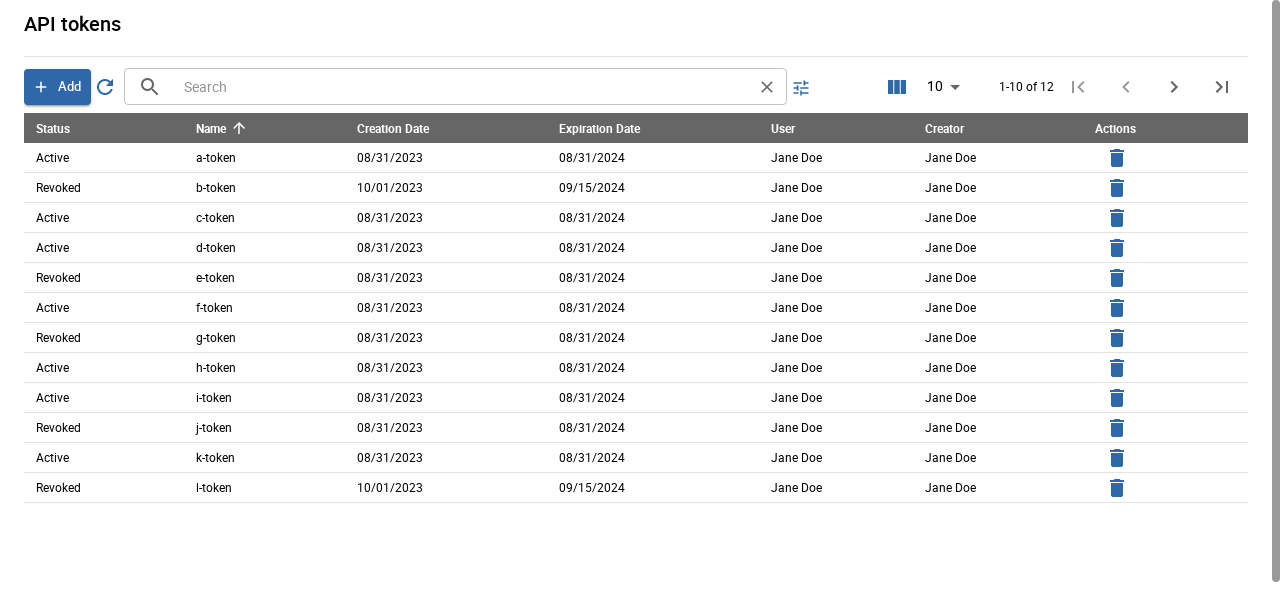 API tokens
Add
Search
10
1-10 of 12
Status Name Creation Date Expiration Date User Creator Actions
Active a-token 08/31/2023 08/31/2024 Jane Doe Jane Doe
Revoked b-token 10/01/2023 09/15/2024 Jane Doe Jane Doe
Active c-token 08/31/2023 08/31/2024 Jane Doe Jane Doe
Active d-token 08/31/2023 08/31/2024 Jane Doe Jane Doe
Revoked e-token 08/31/2023 08/31/2024 Jane Doe Jane Doe
Active f-token 08/31/2023 08/31/2024 Jane Doe Jane Doe
Revoked g-token 08/31/2023 08/31/2024 Jane Doe Jane Doe
Active h-token 08/31/2023 08/31/2024 Jane Doe Jane Doe
Active i-token 08/31/2023 08/31/2024 Jane Doe Jane Doe
Revoked j-token 08/31/2023 08/31/2024 Jane Doe Jane Doe
Active k-token 08/31/2023 08/31/2024 Jane Doe Jane Doe
Revoked l-token 10/01/2023 09/15/2024 Jane Doe Jane Doe